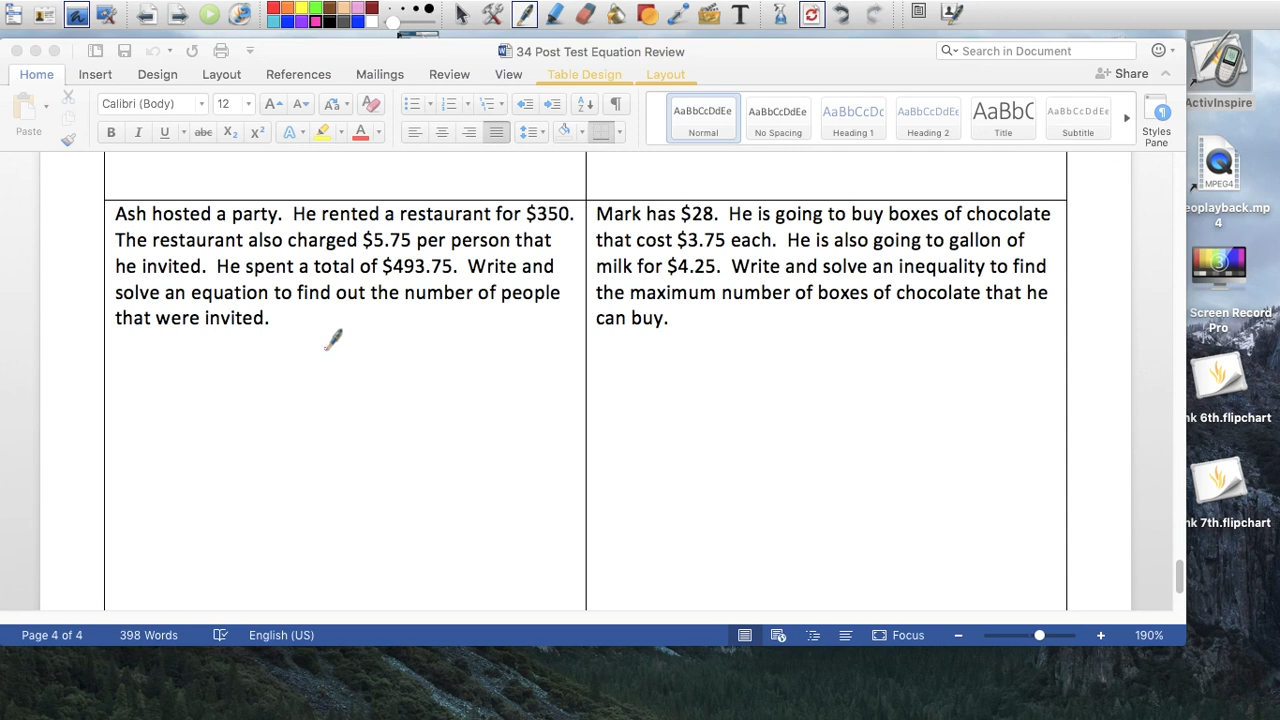 34 Post Test Equation Review
Search in Document
Home Insert Design Layout References Mailings Review View Table Design Layout
Share
Paste
Calibri (Body) 12
AaBbCcDdEe AaBbCcDdEe AaBbCcDc AaBbCcDdEe AaBbC AaBbCcDdEe
Normal No Spacing Heading 1 Heading 2 Title Subtitle
Styles
Pane
Ash hosted a party. He rented a restaurant for $350.
The restaurant also charged $5.75 per person that
he invited. He spent a total of $493.75. Write and
solve an equation to find out the number of people
that were invited.
Mark has $28. He is going to buy boxes of chocolate
that cost $3.75 each. He is also going to gallon of
milk for $4.25. Write and solve an inequality to find
the maximum number of boxes of chocolate that he
can buy.
Page 4 of 4 398 Words English (US) Focus 190%
ActivInspire
MPEG4
eoplayback.mp
4
Screen Record
Pro
nk 6th.flipchart
nk 7th.flipchart